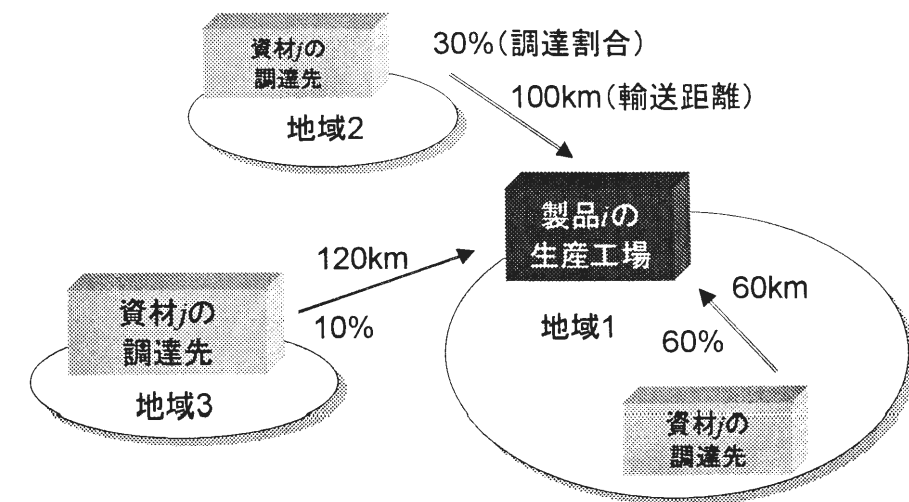 資材jの
調達先
地域2
30%(調達割合)
100km(輸送距離)
製品iの
生産工場
地域1
120km
10%
資材jの
調達先
地域3
60km
60%
資材jの
調達先